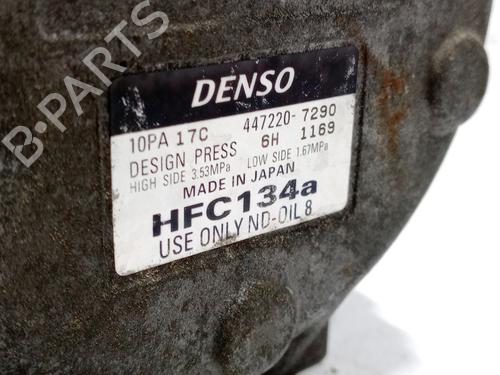 B-PARTS
DENSO
10PA 17C 447220-7290
DESIGN PRESS 6H 1169
HIGH SIDE 3.53MPa LOW SIDE 1.67MPa
MADE IN JAPAN
HFC134a
USE ONLY ND-OIL 8